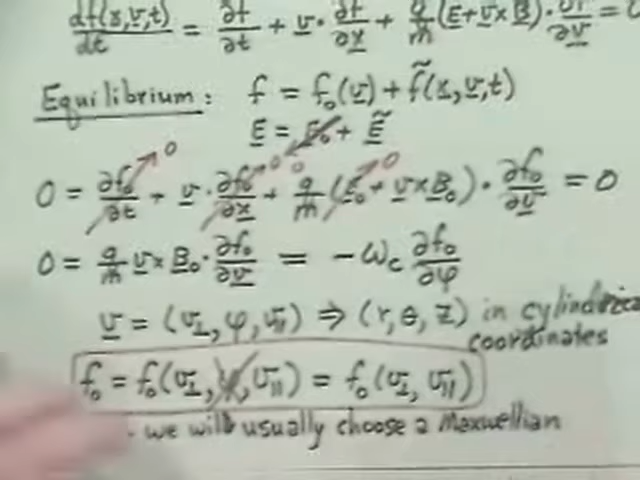 df(x,v,t)/dt = ∂f/∂t + v · ∂f/∂x + q/m (E + v × B) · ∂f/∂v = 0
Equilibrium: f = f₀(v) + f̃(x,v,t)
E = E₀ + Ẽ
0 = ∂f₀/∂t + v · ∂f₀/∂x + q/m (E₀ + v × B₀) · ∂f₀/∂v = 0
0 = q/m v × B₀ · ∂f₀/∂v = -ω_c ∂f₀/∂φ
v = (v⊥, φ, v∥) ⇒ (r, θ, z) in cylindrical
coordinates
f₀ = f₀(v⊥, φ, v∥) = f₀(v⊥, v∥)
we will usually choose a Maxwellian